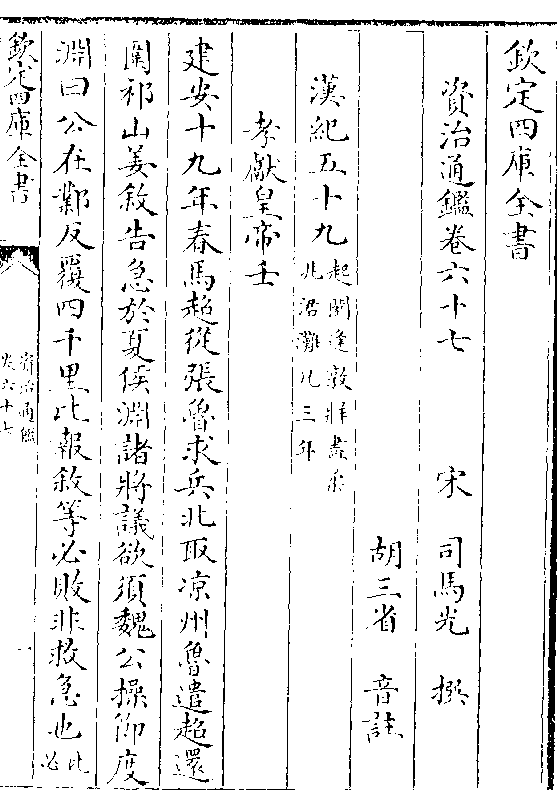 欽定四庫全書
資治通鑑卷六十七
宋 司馬光 撰
胡三省 音註
漢紀五十九起閼逢敦牂盡柔
兆涒灘凡三年
孝獻皇帝壬
建安十九年春馬超從張魯求兵北取凉州魯遣超還
圍祁山姜敘告急於夏侯淵諸將議欲須魏公操節度
淵曰公在鄴反覆四千里比報敘等必敗非救急也比
必
欽定四庫全書
資治通鑑
卷六十七
一